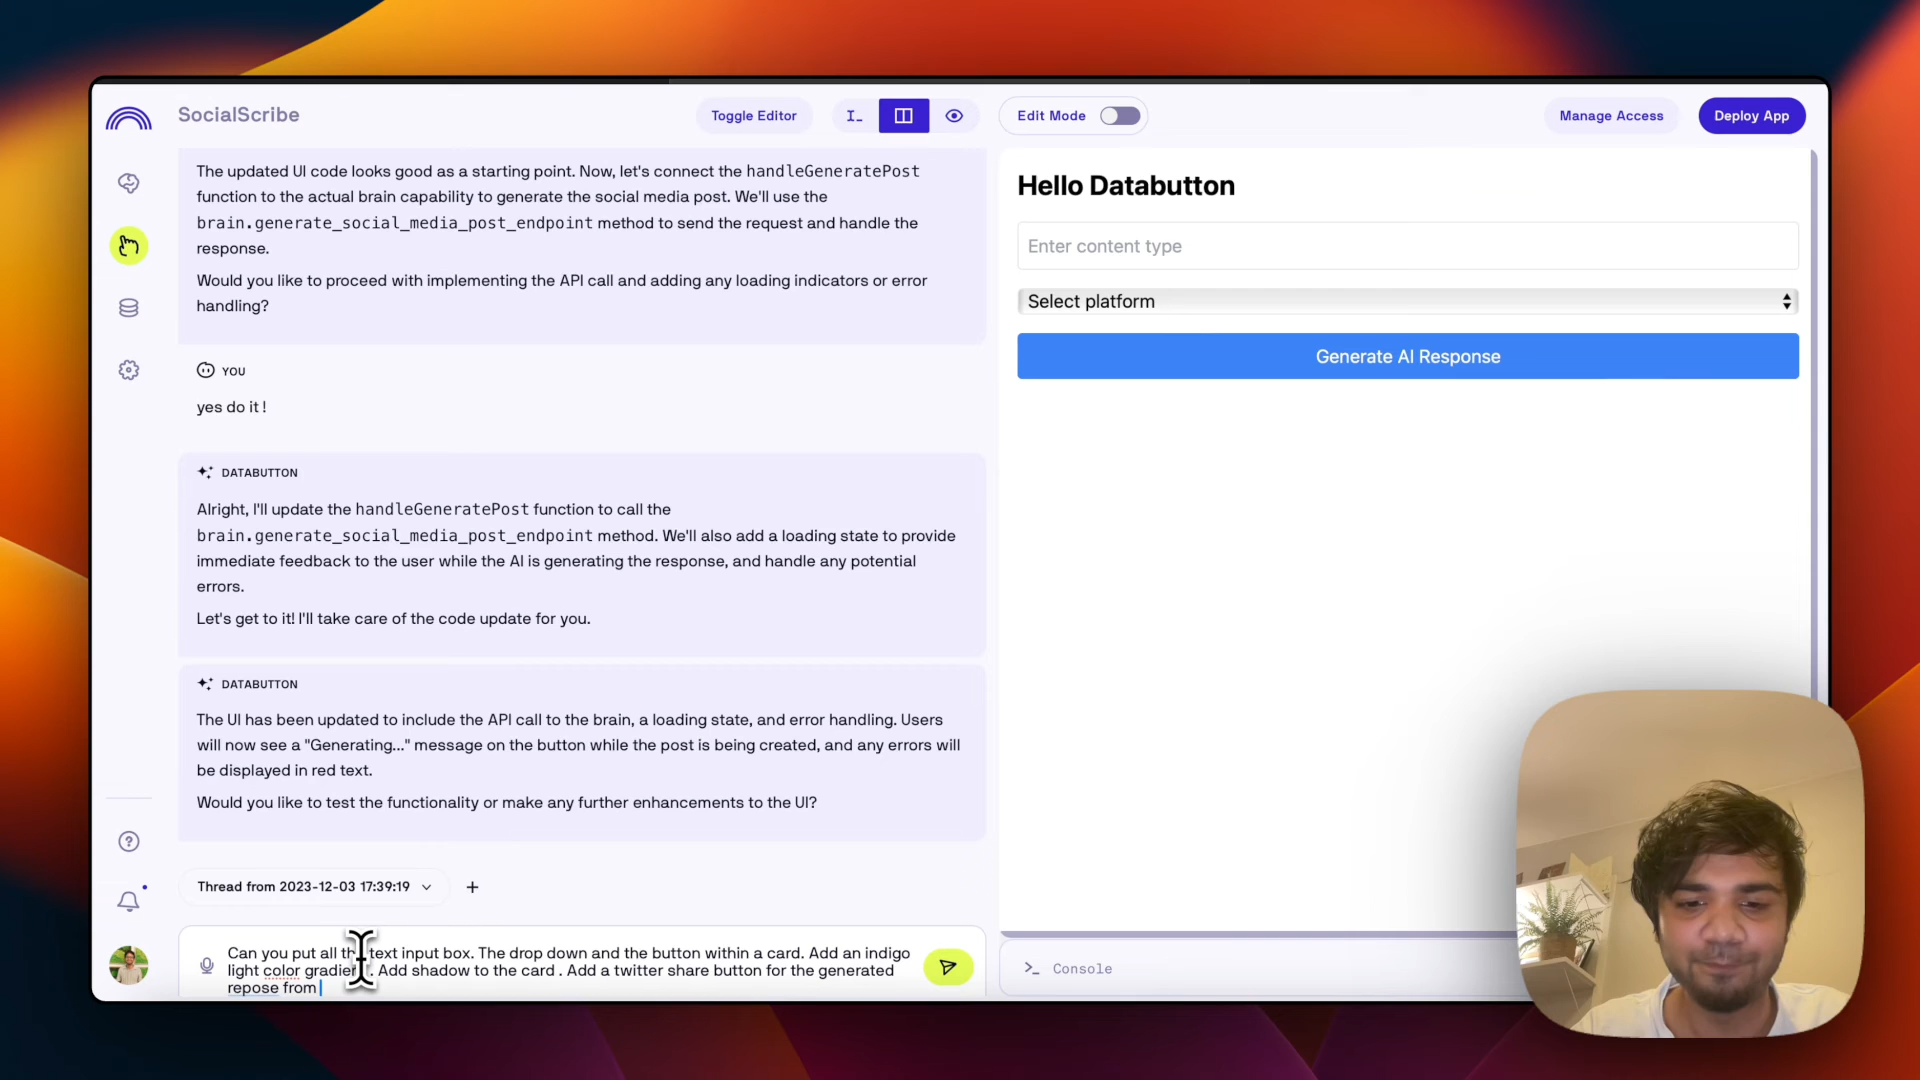 SocialScribe
Toggle Editor
Edit Mode
Manage Access
Deploy App
The updated UI code looks good as a starting point. Now, let's connect the handleGeneratePost
function to the actual brain capability to generate the social media post. We'll use the
brain.generate_social_media_post_endpoint method to send the request and handle the
response.
Would you like to proceed with implementing the API call and adding any loading indicators or error
handling?
YOU
yes do it !
DATABUTTON
Alright, I'll update the handleGeneratePost function to call the
brain.generate_social_media_post_endpoint method. We'll also add a loading state to provide
immediate feedback to the user while the AI is generating the response, and handle any potential
errors.
Let's get to it! I'll take care of the code update for you.
DATABUTTON
The UI has been updated to include the API call to the brain, a loading state, and error handling. Users
will now see a "Generating..." message on the button while the post is being created, and any errors will
be displayed in red text.
Would you like to test the functionality or make any further enhancements to the UI?
Thread from 2023-12-03 17:39:19
Can you put all the text input box. The drop down and the button within a card. Add an indigo
light color gradient. Add shadow to the card . Add a twitter share button for the generated
repose from
Hello Databutton
Enter content type
Select platform
Generate AI Response
Console